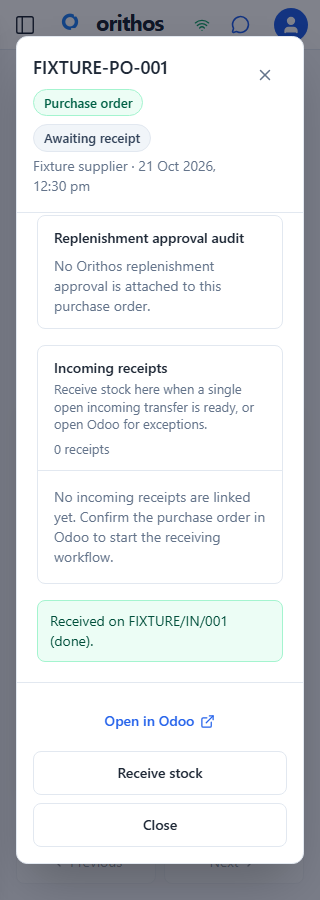 orithos
FIXTURE-PO-001
Purchase order
Awaiting receipt
Fixture supplier · 21 Oct 2026,
12:30 pm
Replenishment approval audit
No Orithos replenishment
approval is attached to this
purchase order.
Incoming receipts
Receive stock here when a single
open incoming transfer is ready, or
open Odoo for exceptions.
0 receipts
No incoming receipts are linked
yet. Confirm the purchase order in
Odoo to start the receiving
workflow.
Received on FIXTURE/IN/001
(done).
Open in Odoo
Receive stock
Close
Previous Next